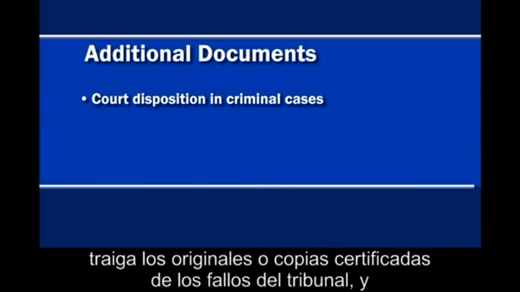 Additional Documents
• Court disposition in criminal cases
traiga los originales o copias certificadas
de los fallos del tribunal, y